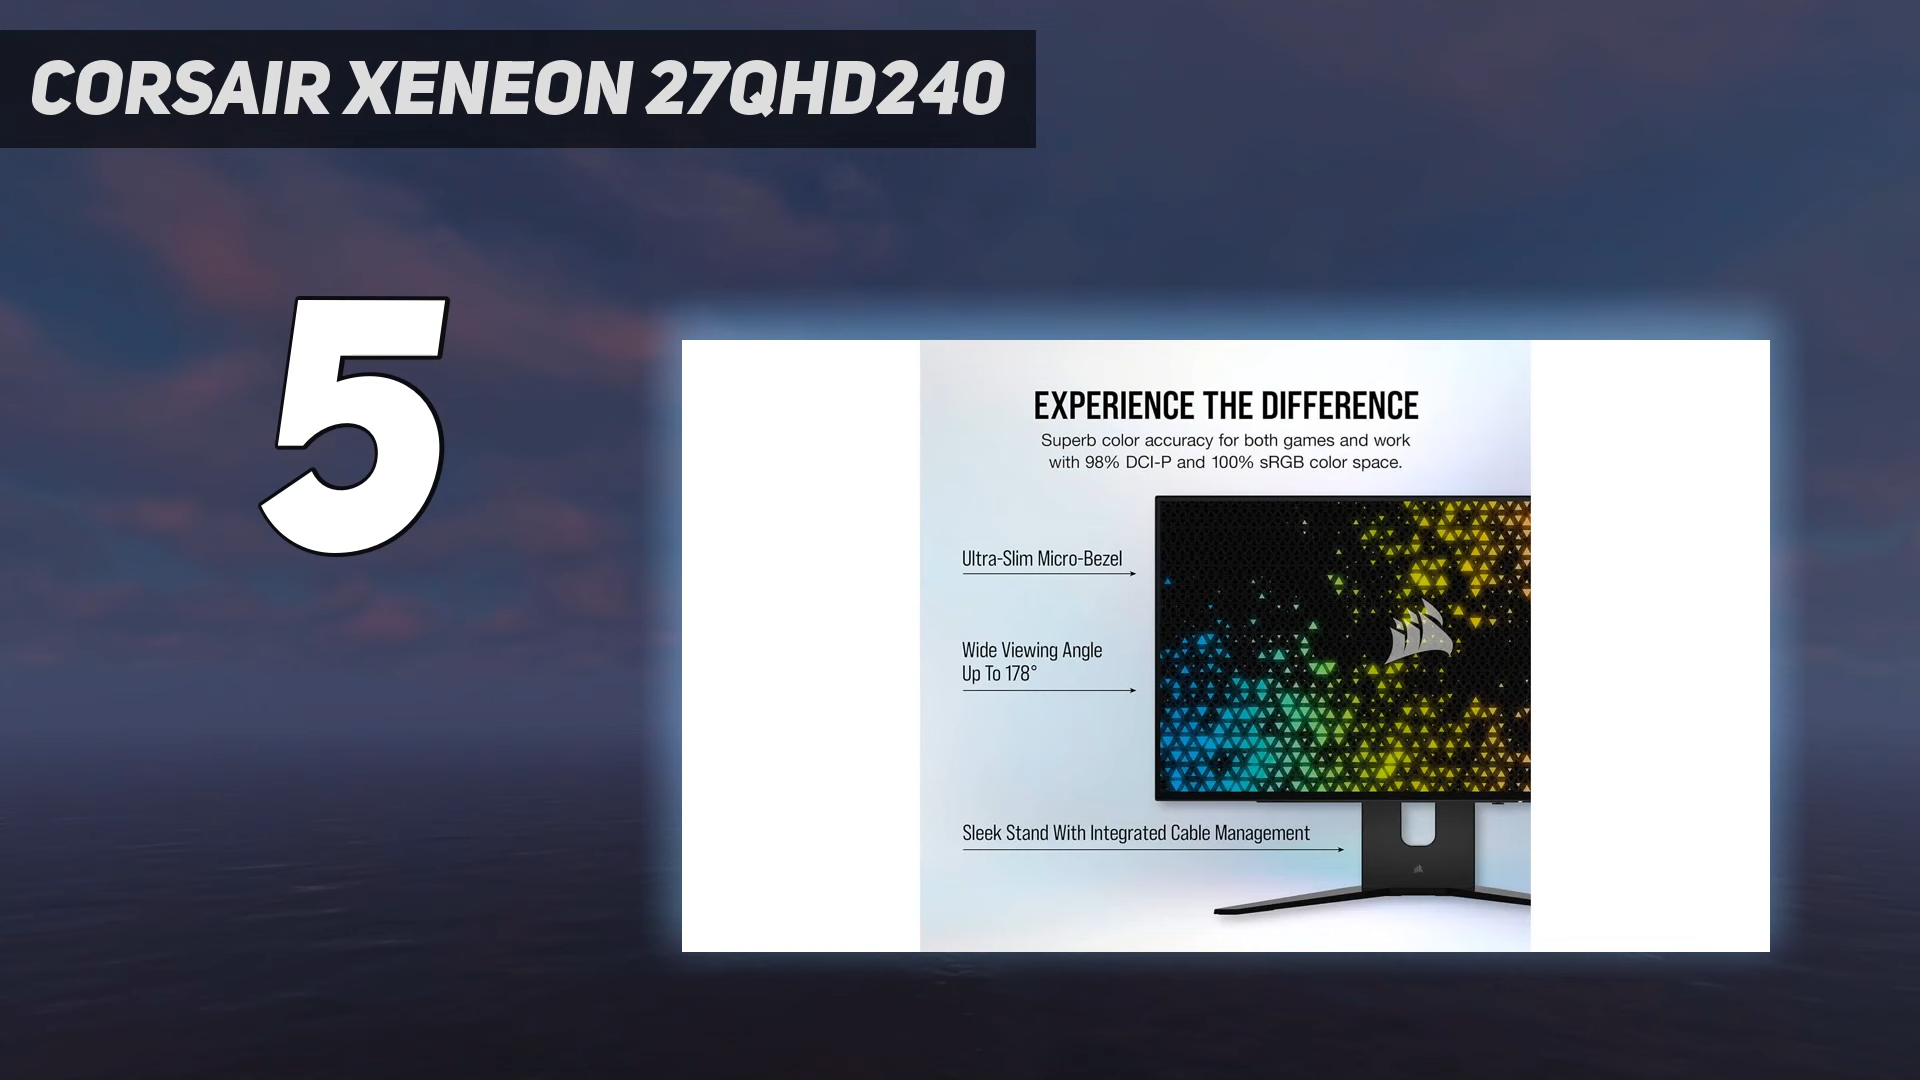 CORSAIR XENEON 27QHD240
5
EXPERIENCE THE DIFFERENCE
Superb color accuracy for both games and work
with 98% DCI-P and 100% sRGB color space.
Ultra-Slim Micro-Bezel
Wide Viewing Angle
Up To 178°
Sleek Stand With Integrated Cable Management